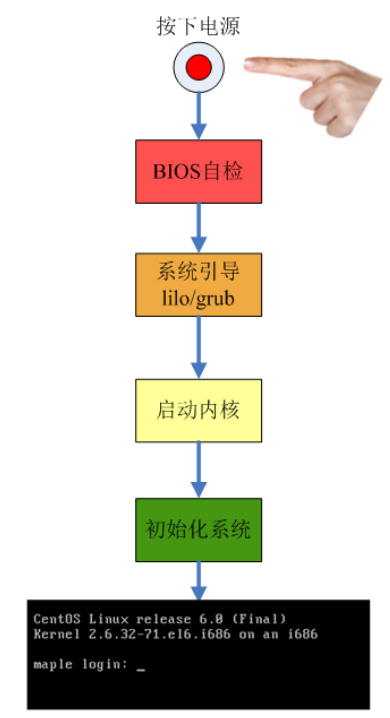 按下电源
BIOS自检
系统引导
lilo/grub
启动内核
初始化系统
CentOS Linux release 6.0 (Final)
Kernel 2.6.32-71.el6.i686 on an i686
maple login: _